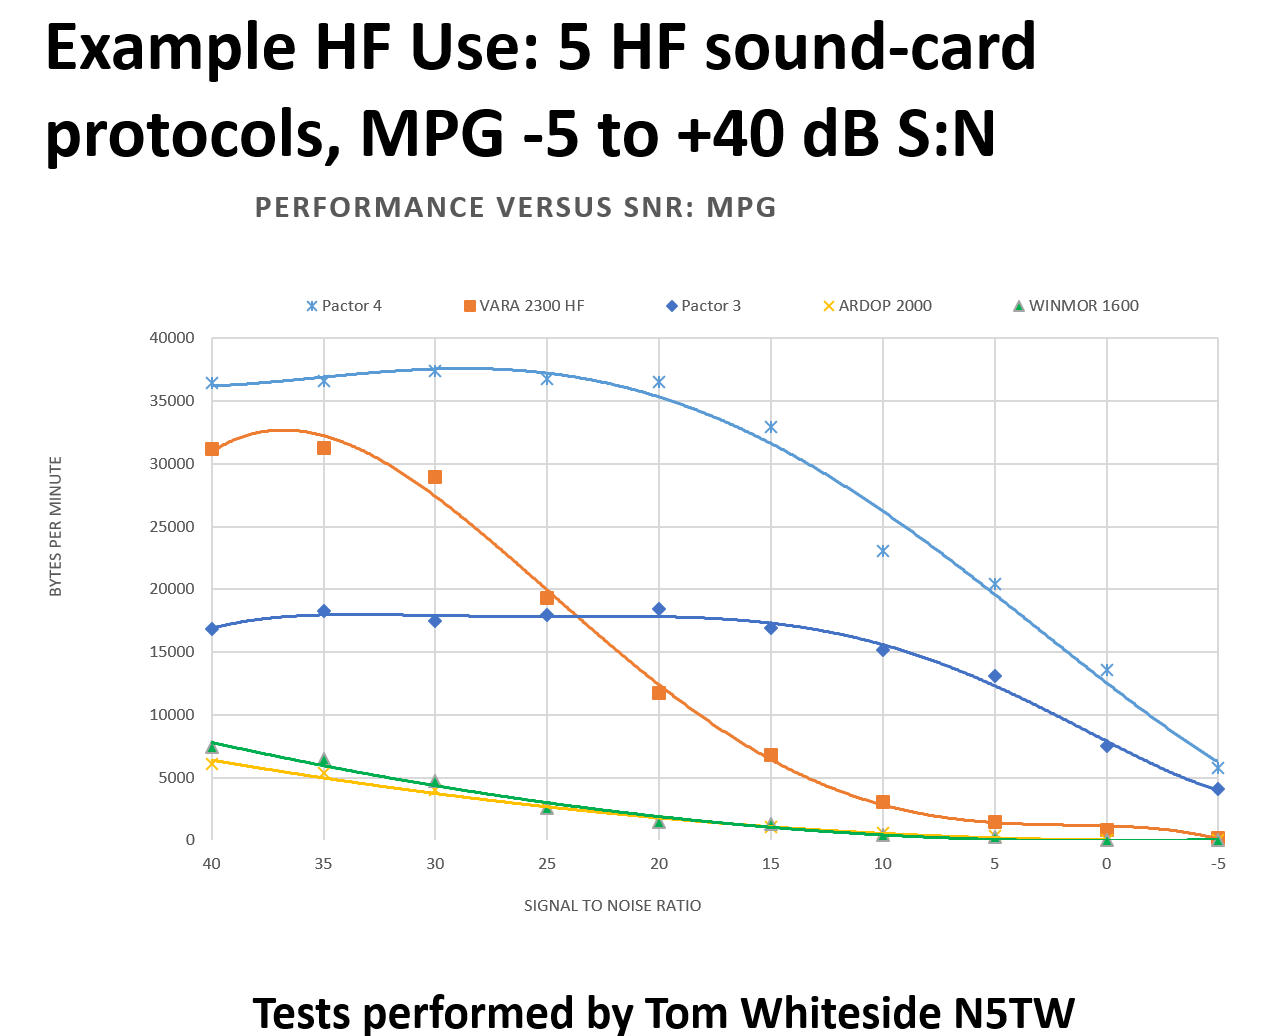 Example HF Use: 5 HF sound-card
protocols, MPG -5 to +40 dB S:N
PERFORMANCE VERSUS SNR: MPG
Pactor 4 VARA 2300 HF Pactor 3 ARDOP 2000 WINMOR 1600
40000
35000
30000
25000
20000
15000
10000
5000
0
BYTES PER MINUTE
40 35 30 25 20 15 10 5 0 -5
SIGNAL TO NOISE RATIO
Tests performed by Tom Whiteside N5TW